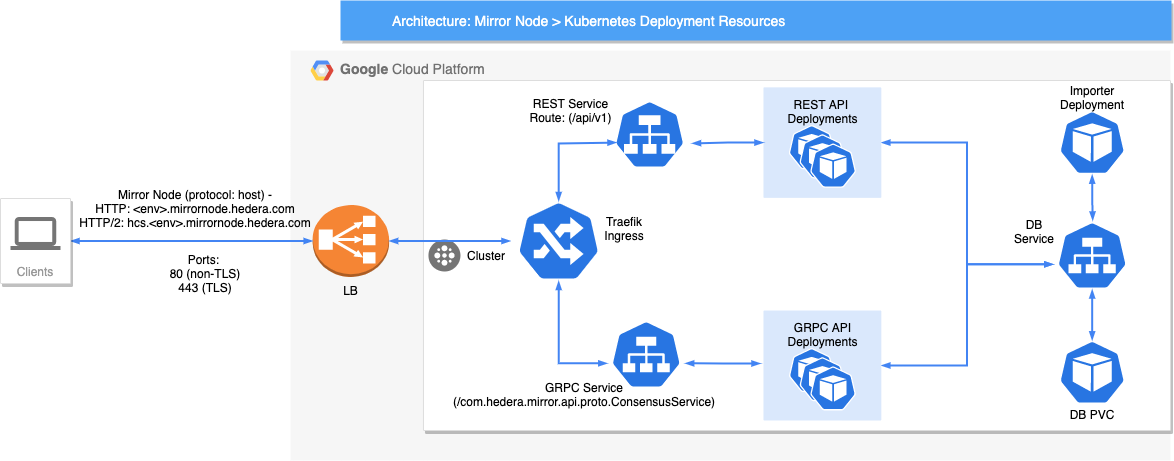 Architecture: Mirror Node > Kubernetes Deployment Resources
Google Cloud Platform
REST Service
Route: (/api/v1)
REST API
Deployments
Importer
Deployment
Mirror Node (protocol: host) -
HTTP: <env>.mirrornode.hedera.com
HTTP/2: hcs.<env>.mirrornode.hedera.com
Clients
Ports:
80 (non-TLS)
443 (TLS)
LB
Cluster
Traefik
Ingress
DB
Service
GRPC Service
(/com.hedera.mirror.api.proto.ConsensusService)
GRPC API
Deployments
DB PVC